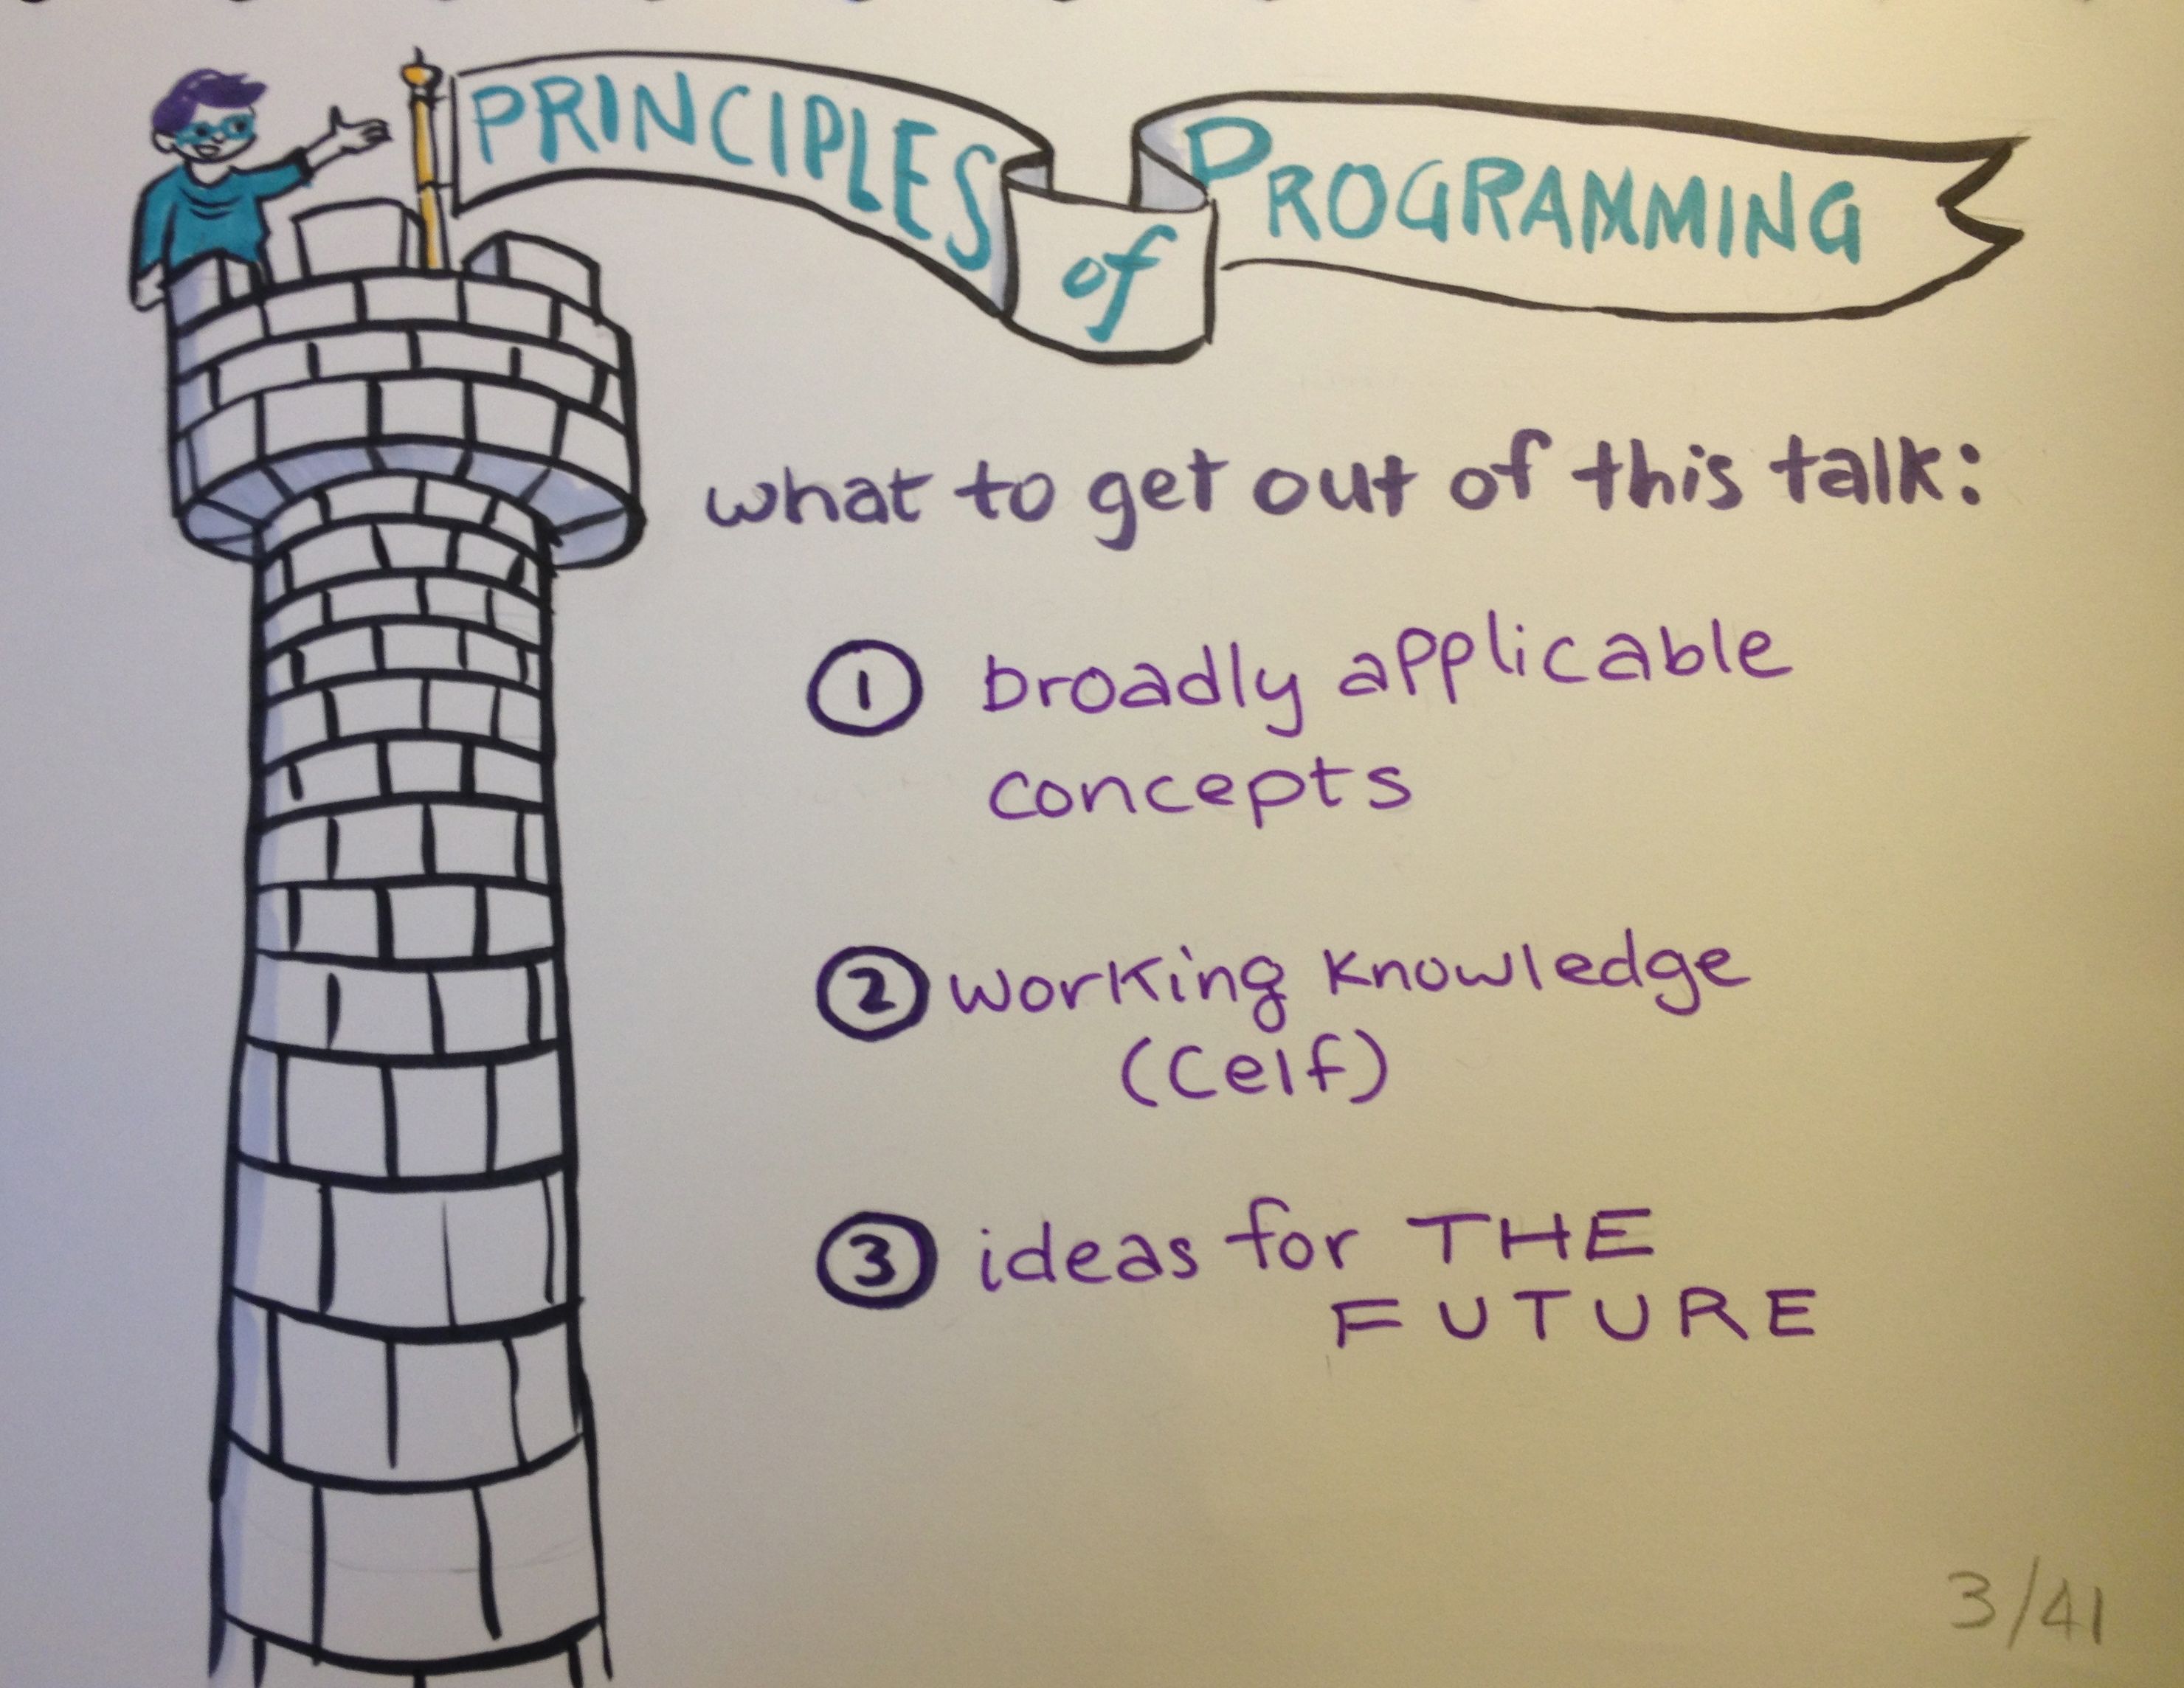 PRINCIPLES of PROGRAMMING
what to get out of this talk:
① broadly applicable
concepts
② working knowledge
(Celf)
③ ideas for THE
FUTURE
3/41